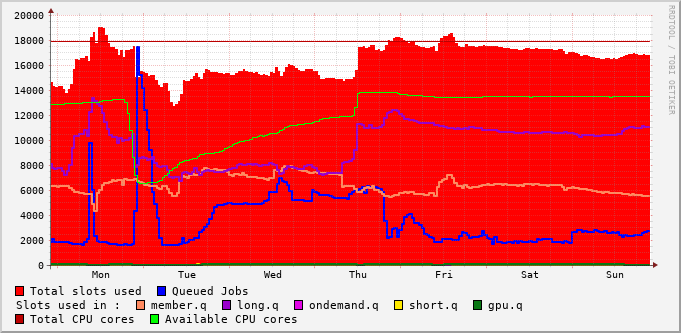 20000
18000
16000
14000
12000
10000
8000
6000
4000
2000
0
Mon Tue Wed Thu Fri Sat Sun
Total slots used Queued Jobs
Slots used in : member.q long.q ondemand.q short.q gpu.q
Total CPU cores Available CPU cores
RRDTOOL / TOBI OETIKER